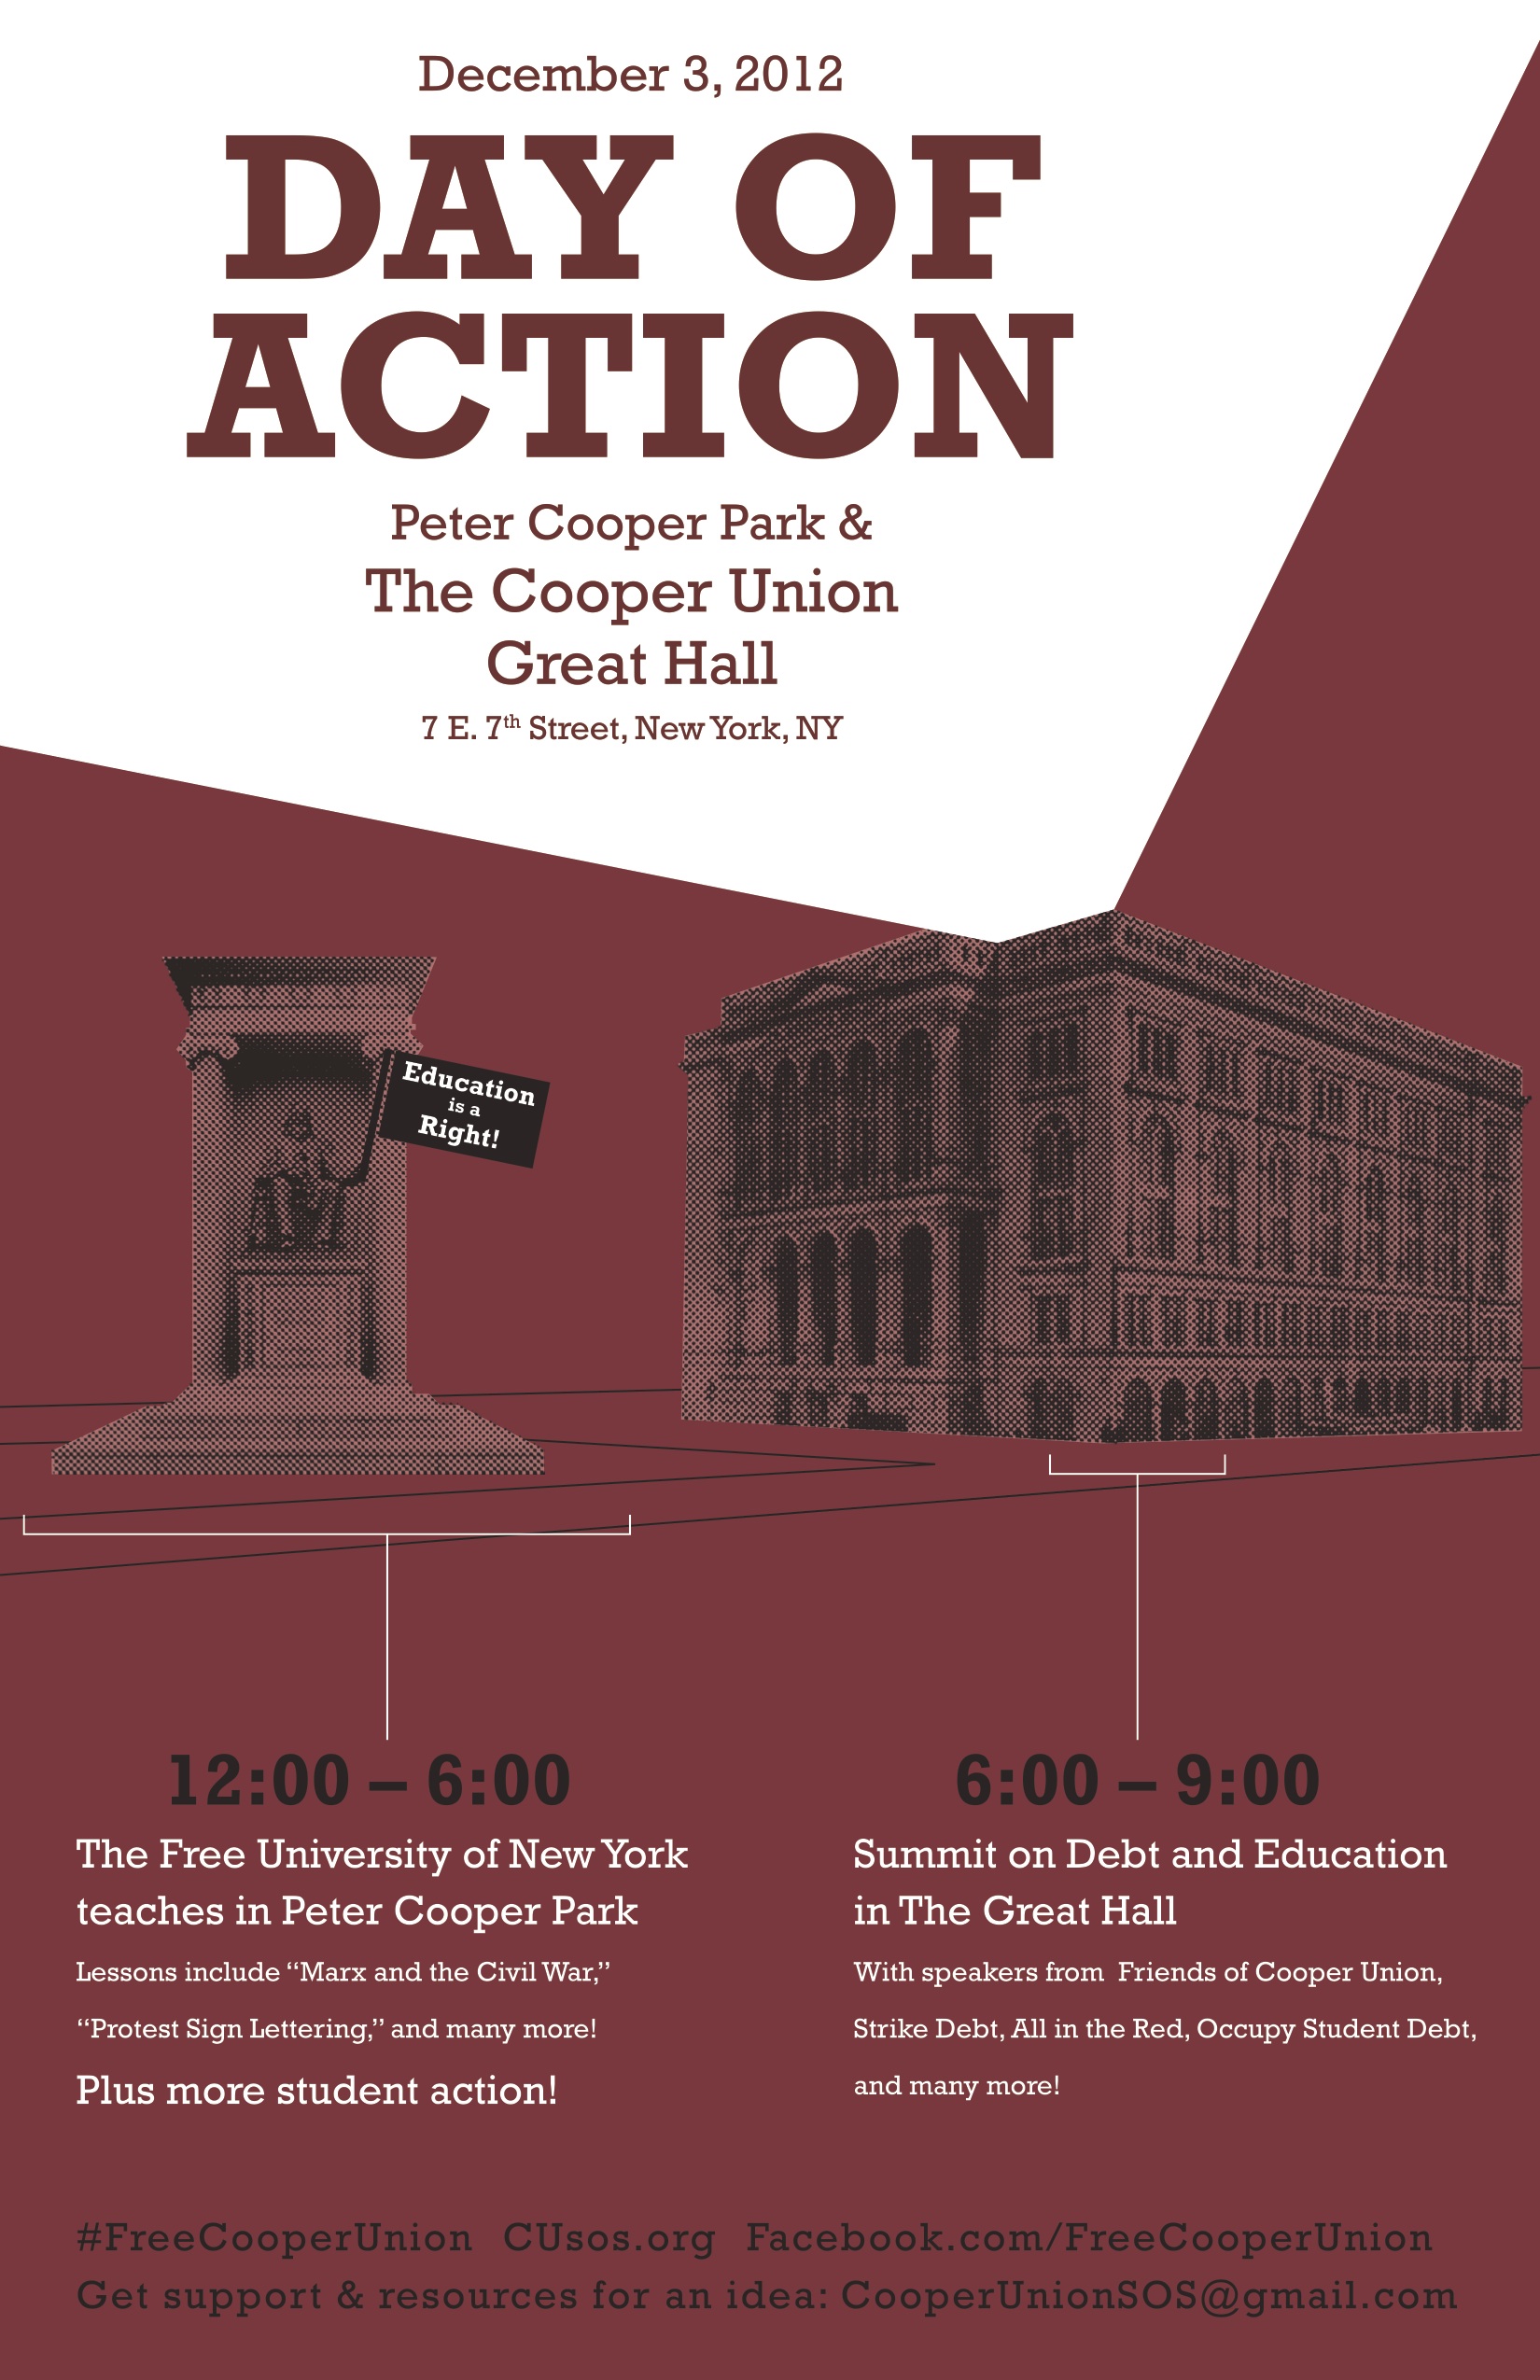 December 3, 2012
DAY OF
ACTION
Peter Cooper Park &
The Cooper Union
Great Hall
7 E. 7th Street, New York, NY
Education
is a
Right!
12:00 – 6:00
The Free University of New York
teaches in Peter Cooper Park
Lessons include “Marx and the Civil War,”
“Protest Sign Lettering,” and many more!
Plus more student action!
6:00 – 9:00
Summit on Debt and Education
in The Great Hall
With speakers from Friends of Cooper Union,
Strike Debt, All in the Red, Occupy Student Debt,
and many more!
#FreeCooperUnion CUsos.org Facebook.com/FreeCooperUnion
Get support & resources for an idea: CooperUnionSOS@gmail.com